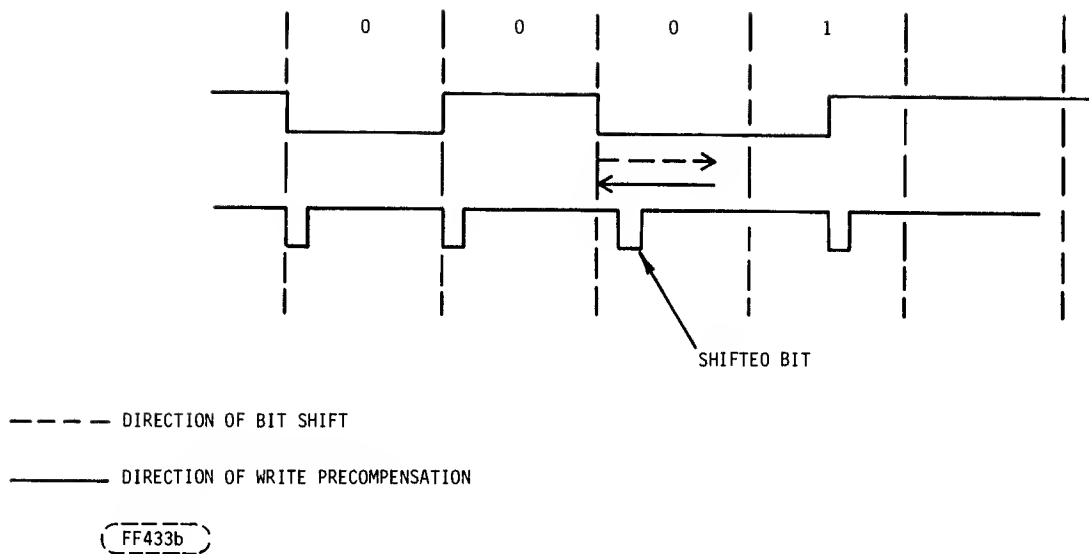 0 0 0 1
SHIFTEO BIT
DIRECTION OF BIT SHIFT
DIRECTION OF WRITE PRECOMPENSATION
FF433b